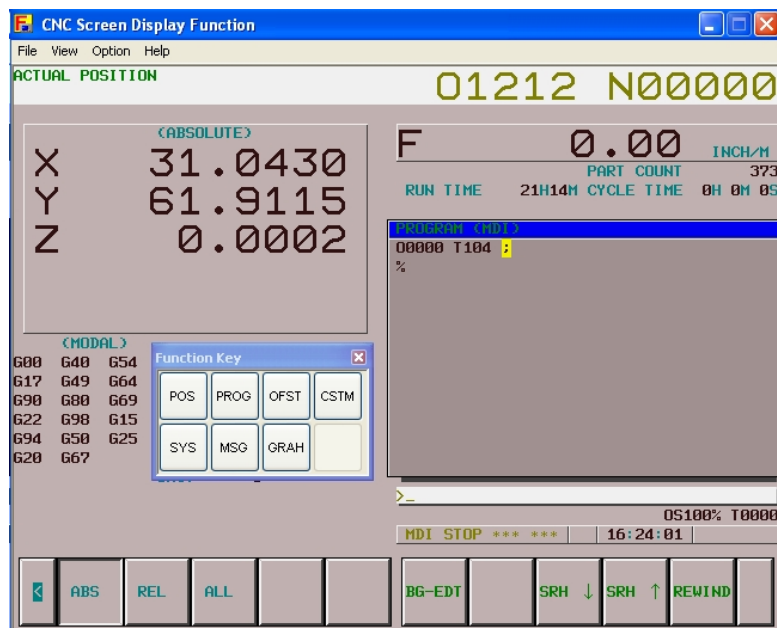 CNC Screen Display Function
File View Option Help
ACTUAL POSITION
O1212 N00000
(ABSOLUTE)
X 31.0430
Y 61.9115
Z 0.0002
F 0.00 INCH/M
PART COUNT 373
RUN TIME 21H14M CYCLE TIME 0H 0M 0S
PROGRAM (MDI)
O0000 T104 ;
%
(MODAL)
G00 G40 G54
G17 G49 G64
G90 G80 G69
G22 G98 G15
G94 G50 G25
G20 G67
Function Key
POS PROG OFST CSTM
SYS MSG GRAH
>_
OS100% T0000
MDI STOP *** *** 16:24:01
< ABS REL ALL
BG-EDT SRH ↓ SRH ↑ REWIND